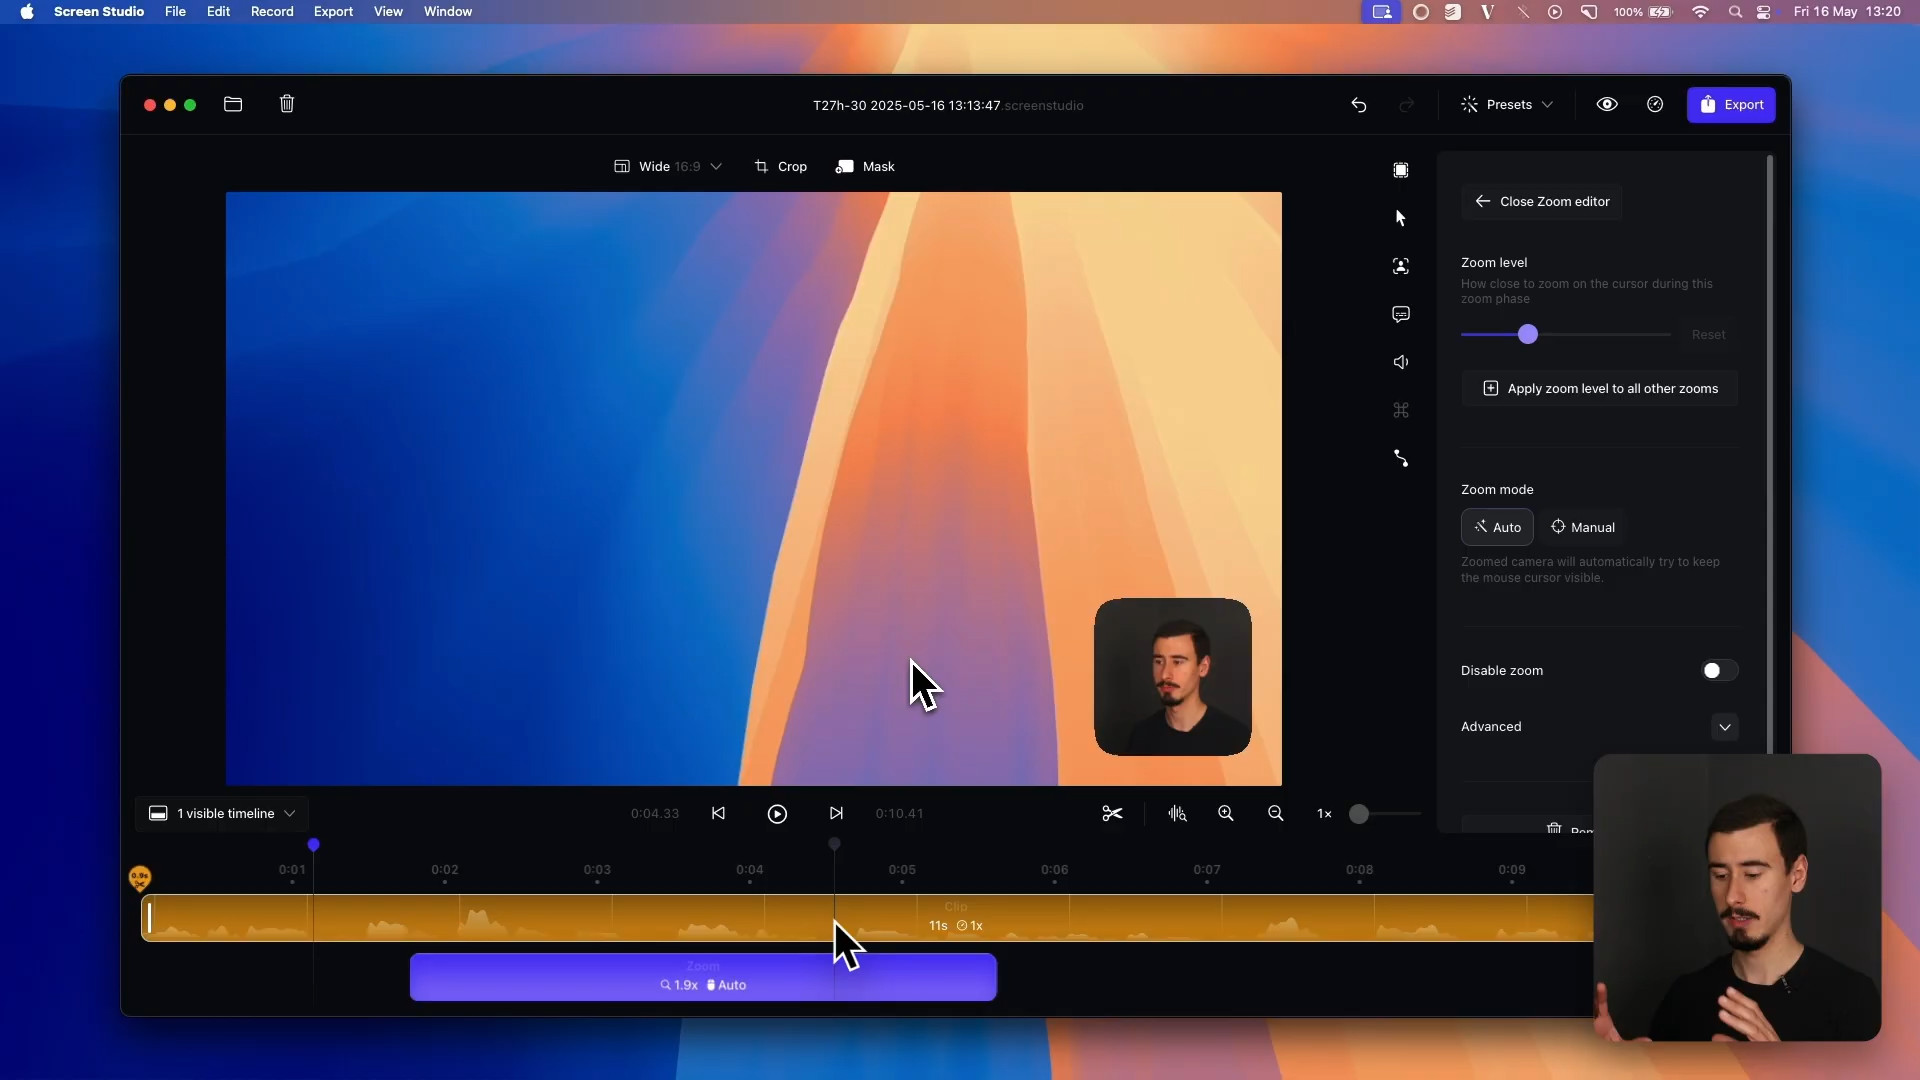 Screen Studio File Edit Record Export View Window 100% Fri 16 May 13:20
T27h-30 2025-05-16 13:13:47.screenstudio Presets Export
Wide 16:9 Crop Mask
Close Zoom editor
Zoom level
How close to zoom on the cursor during this
zoom phase
Reset
Apply zoom level to all other zooms
Zoom mode
Auto Manual
Zoomed camera will automatically try to keep
the mouse cursor visible.
Disable zoom
Advanced
1 visible timeline 0:04.33 0:10.41 1x
0:01 0:02 0:03 0:04 0:05 0:06 0:07 0:08 0:09
0.9s
Clip
11s 1x
Zoom
1.9x Auto